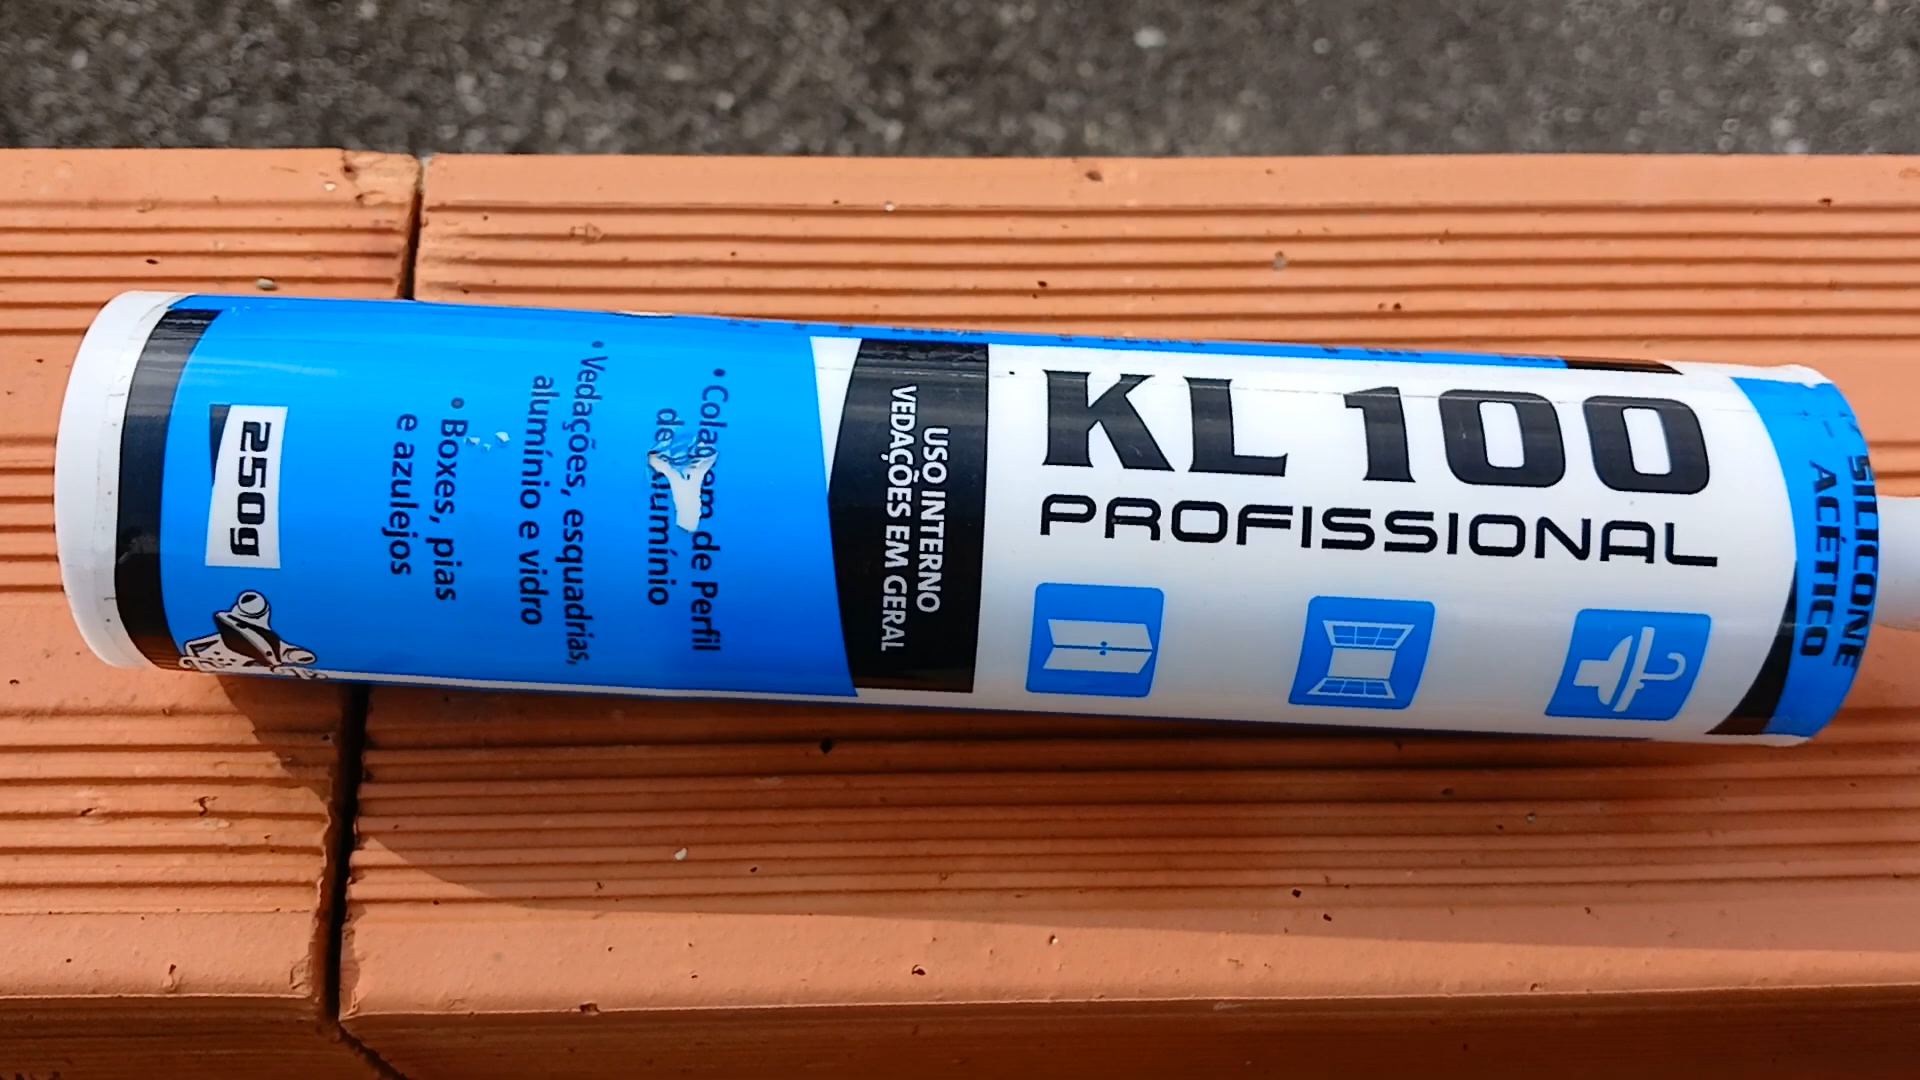 SILICONE
ACÉTICO
KL 100
PROFISSIONAL
USO INTERNO
VEDAÇÕES EM GERAL
• Colagem de Perfil
de Alumínio
• Vedações, esquadrias,
alumínio e vidro
• Boxes, pias
e azulejos
250g